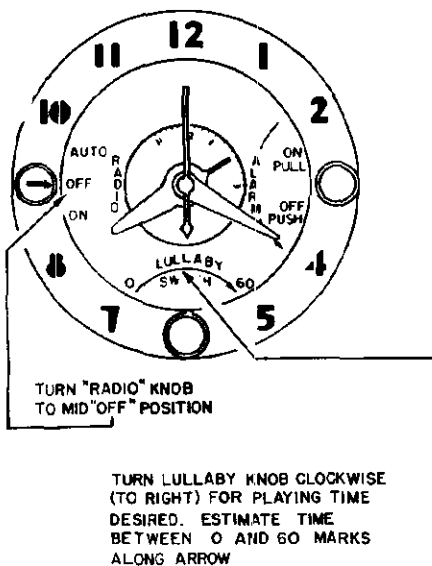 12
11
1
10
2
AUTO
RADIO
ALARM
ON
PULL
OFF
OFF
PUSH
ON
8
4
LULLABY
0
60
7
5
TURN "RADIO" KNOB
TO MID "OFF" POSITION
TURN LULLABY KNOB CLOCKWISE
(TO RIGHT) FOR PLAYING TIME
DESIRED. ESTIMATE TIME
BETWEEN 0 AND 60 MARKS
ALONG ARROW